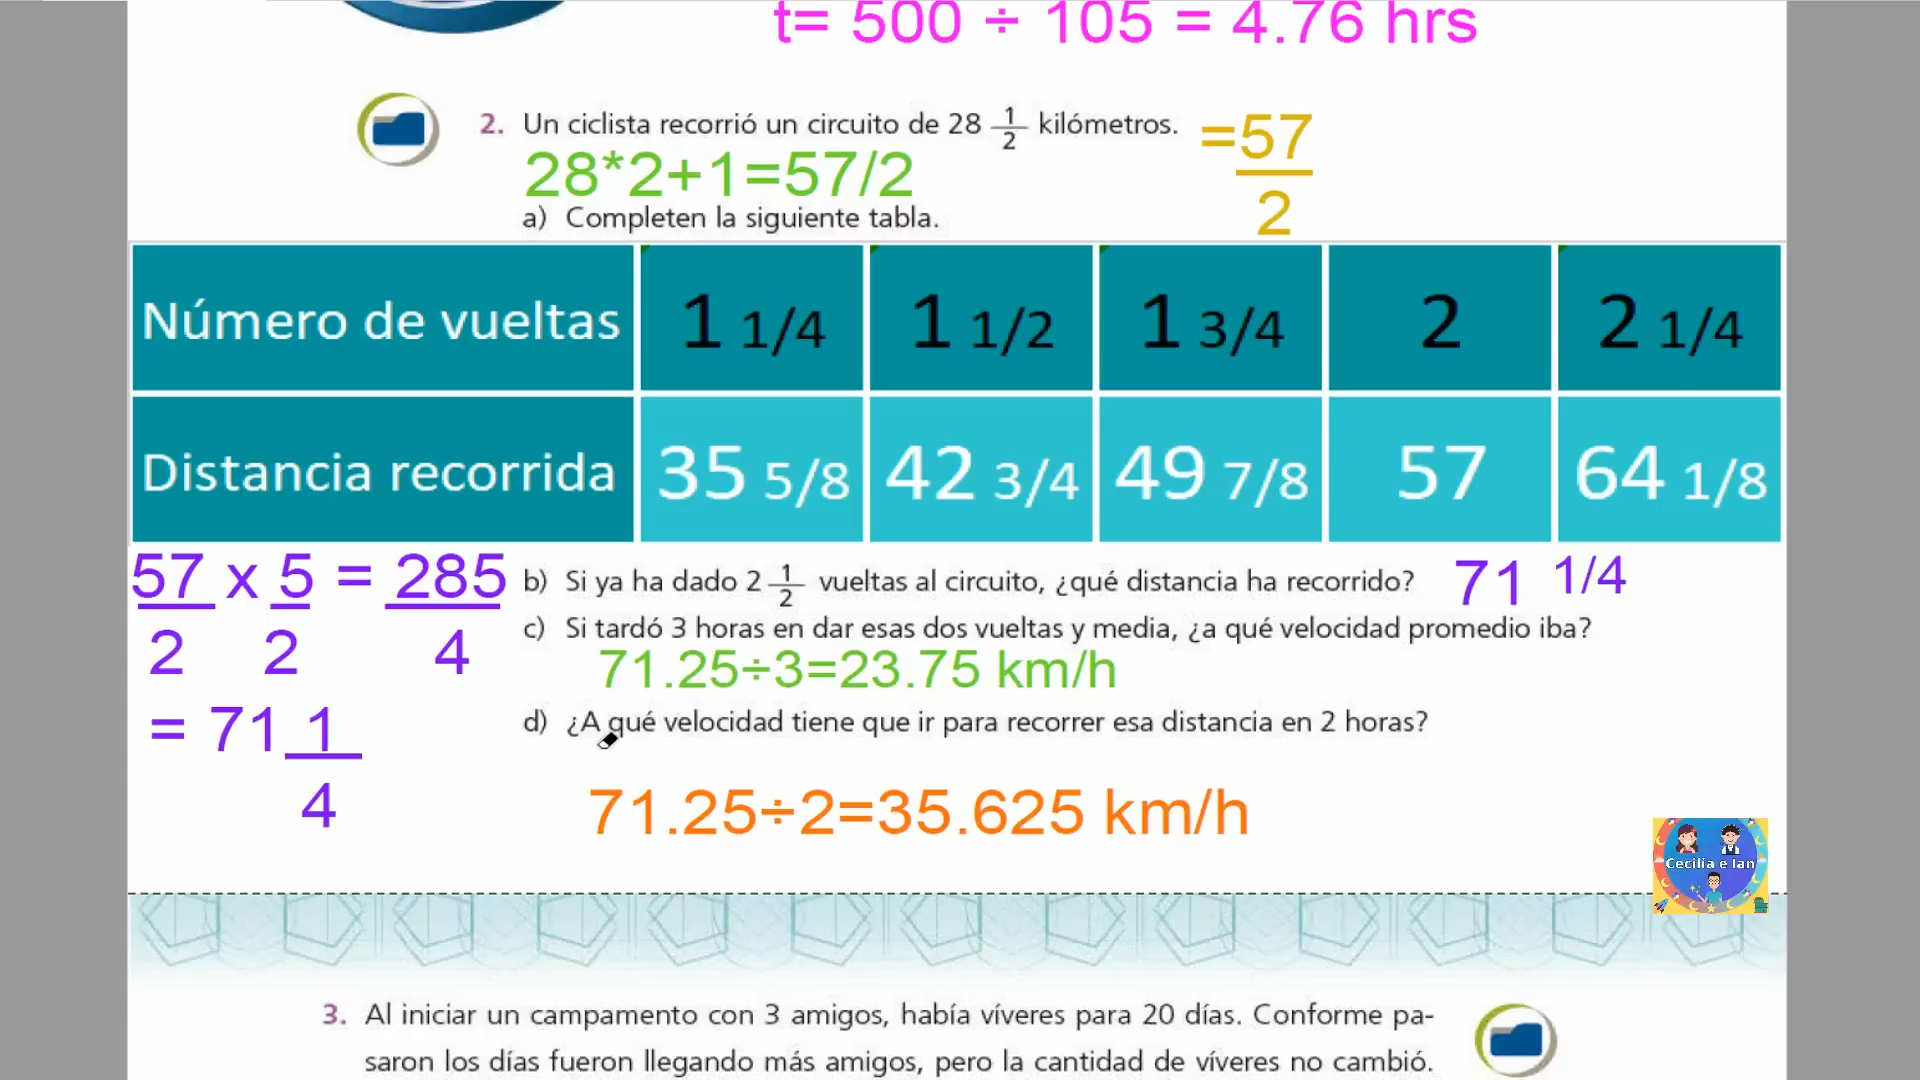 t= 500 ÷ 105 = 4.76 hrs
2. Un ciclista recorrió un circuito de 28 1/2 kilómetros. =57/2
28*2+1=57/2
a) Completen la siguiente tabla.
Número de vueltas 1 1/4 1 1/2 1 3/4 2 2 1/4
Distancia recorrida 35 5/8 42 3/4 49 7/8 57 64 1/8
57/2 x 5/2 = 285/4
= 71 1/4
b) Si ya ha dado 2 1/2 vueltas al circuito, ¿qué distancia ha recorrido? 71 1/4
c) Si tardó 3 horas en dar esas dos vueltas y media, ¿a qué velocidad promedio iba?
71.25÷3=23.75 km/h
d) ¿A qué velocidad tiene que ir para recorrer esa distancia en 2 horas?
71.25÷2=35.625 km/h
Cecilia e Ian
3. Al iniciar un campamento con 3 amigos, había víveres para 20 días. Conforme pa-
saron los días fueron llegando más amigos, pero la cantidad de víveres no cambió.